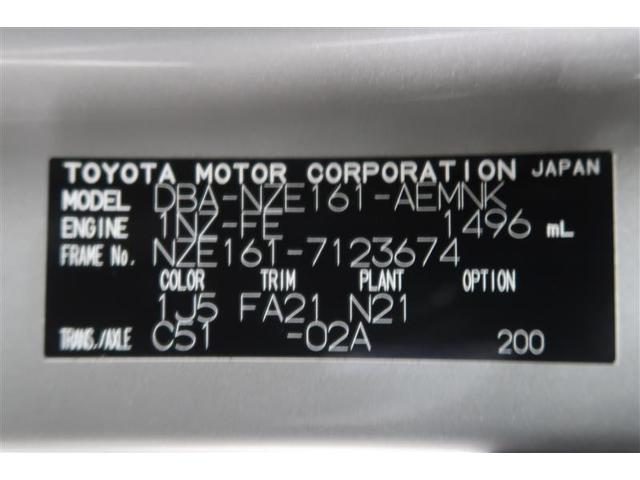 TOYOTA MOTOR CORPORATION JAPAN
MODEL DBA-NZE161-AEMNK
ENGINE 1NZ-FE 1496 mL
FRAME No. NZE161-7123674
COLOR TRIM PLANT OPTION
1J5 FA21 N21
TRANS./AXLE C51 -02A 200